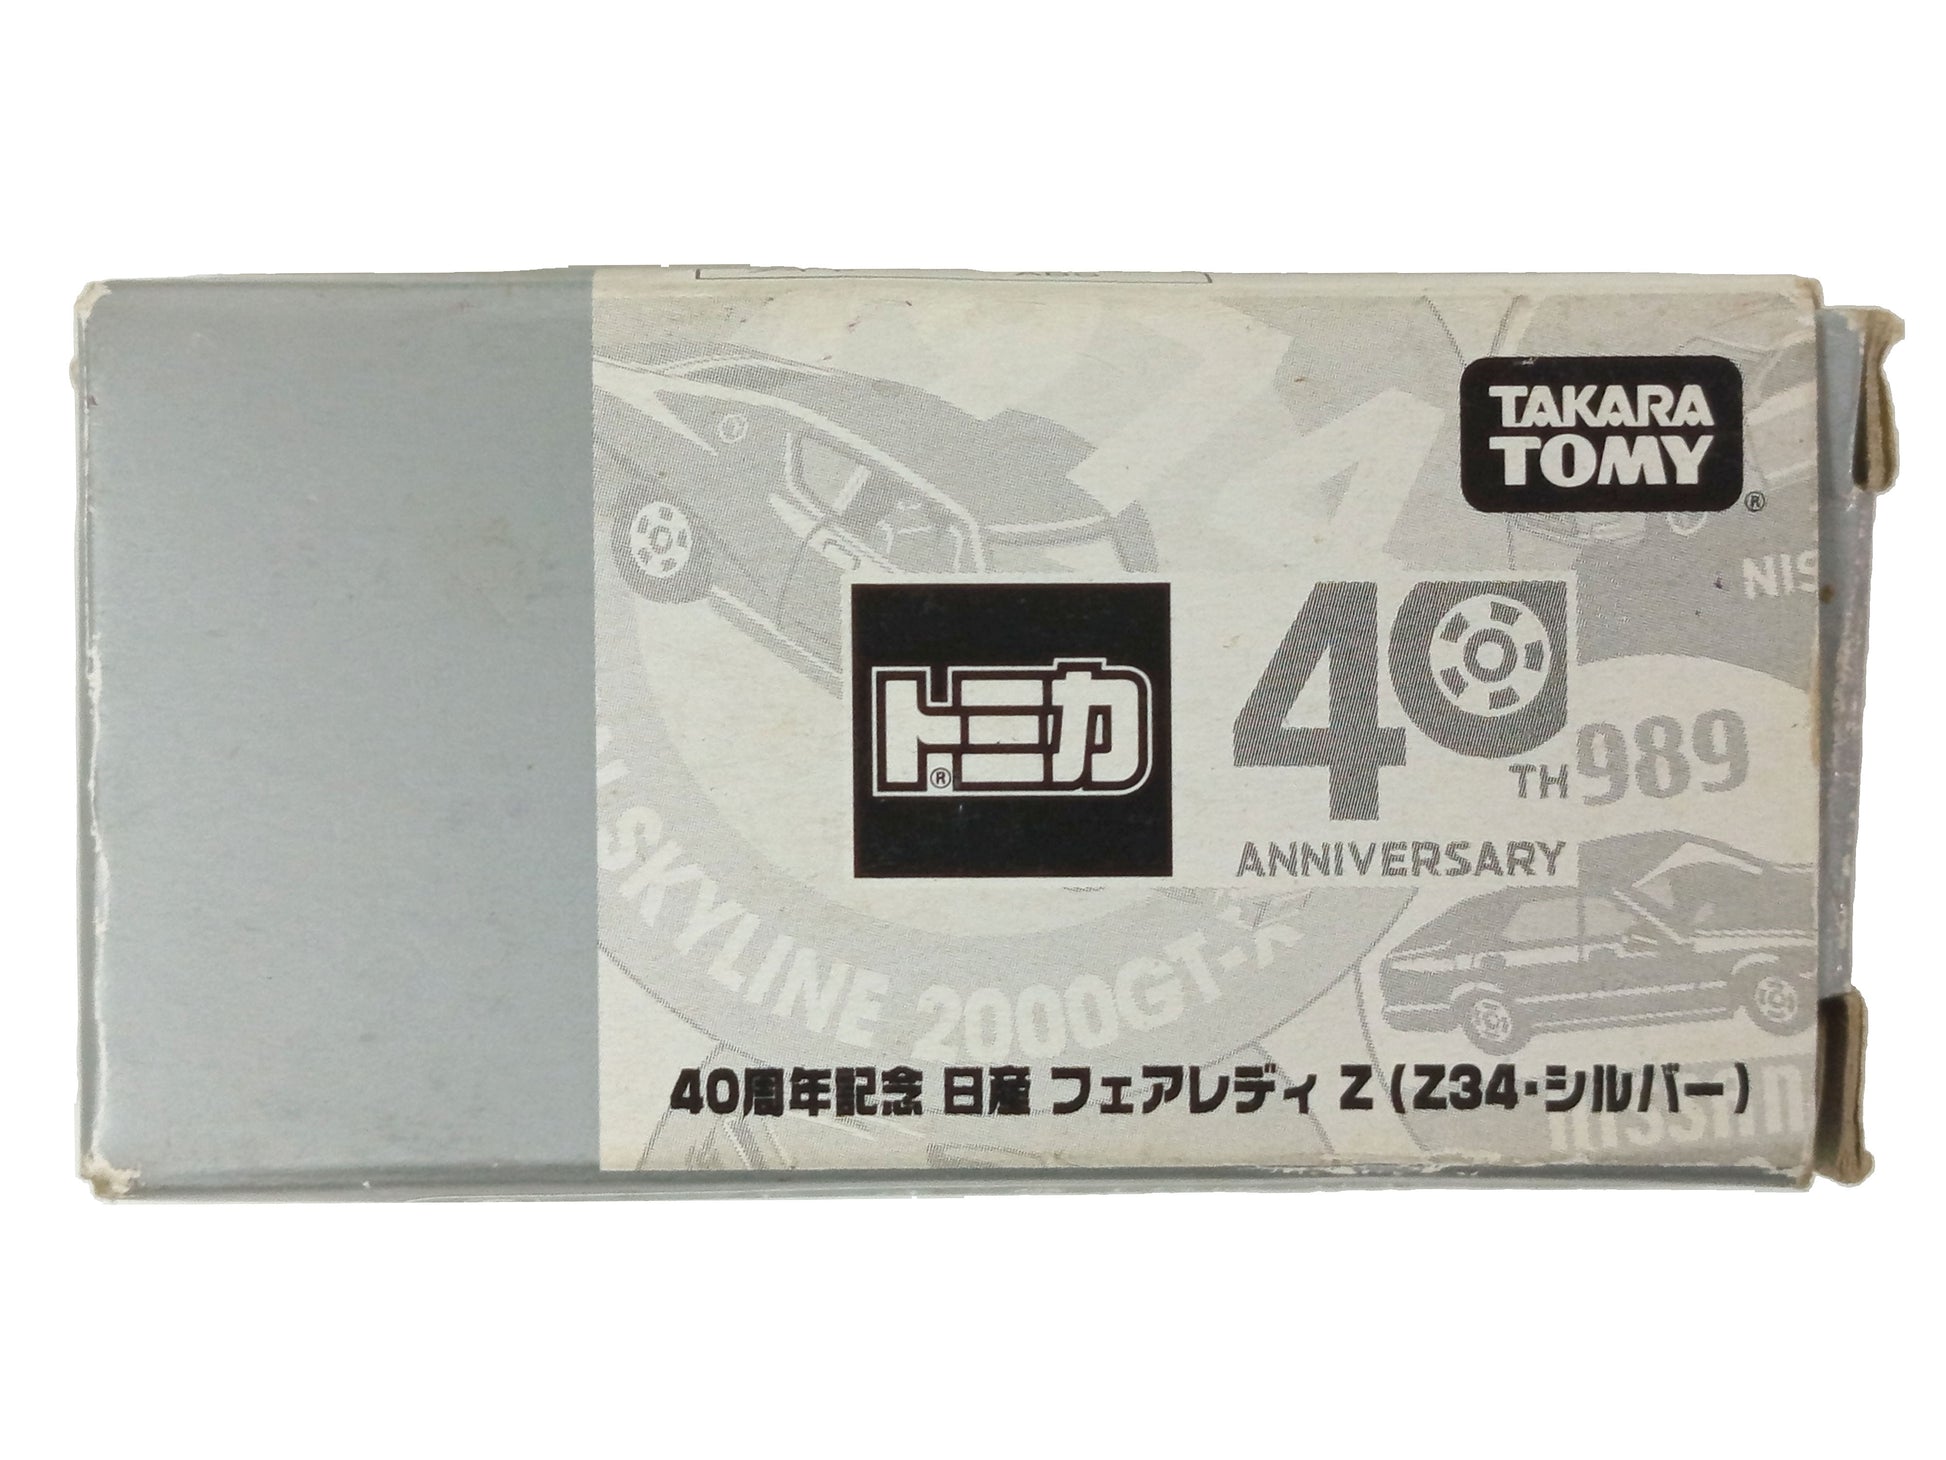 TAKARA
TOMY
®
NIS
トミカ
®
40
TH
989
ANNIVERSARY
SKYLINE 2000GT-X
40周年記念 日産 フェアレディ Z (Z34・シルバー)